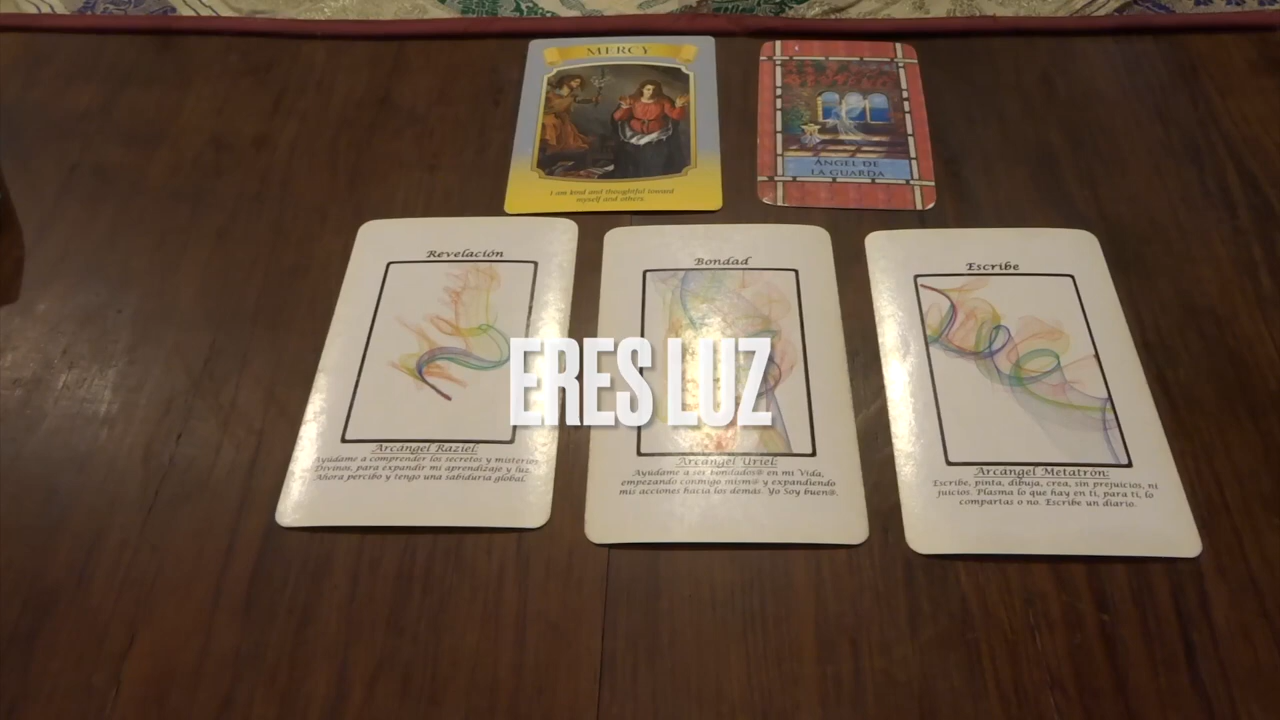 MERCY
I am kind and thoughtful toward
myself and others.
ÁNGEL DE
LA GUARDA
Revelación
Arcángel Raziel:
Ayúdame a comprender los secretos y misterios
Divinos, para expandir mi aprendizaje y luz.
Ahora percibo y tengo una sabiduría global.
Bondad
Arcángel Uriel:
Ayúdame a ser bondados@ en mi Vida,
empezando conmigo mism@ y expandiendo
mis acciones hacia los demás. Yo Soy buen@.
Escribe
Arcángel Metatrón:
Escribe, pinta, dibuja, crea, sin prejuicios, ni
juicios. Plasma lo que hay en ti, para ti, lo
compartas o no. Escribe un diario.
ERES LUZ